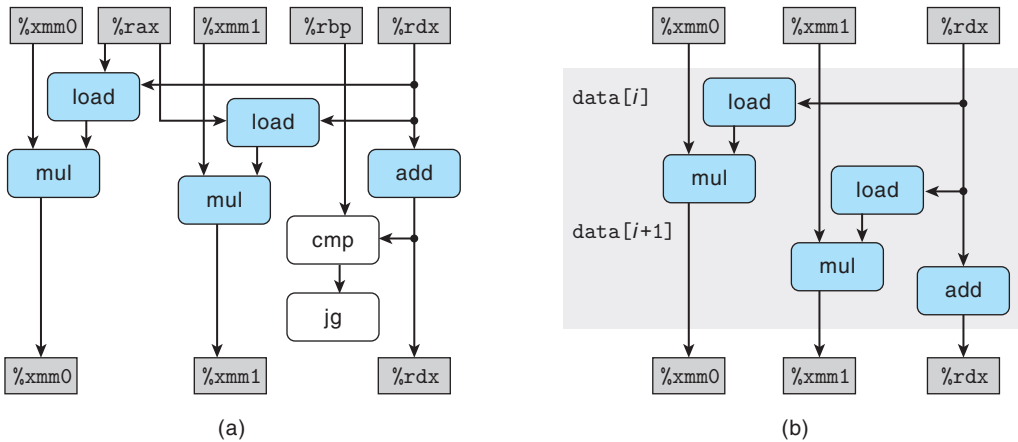 %xmm0 %rax %xmm1 %rbp %rdx
load
load
mul
mul
add
cmp
jg
%xmm0 %xmm1 %rdx
(a)
%xmm0 %xmm1 %rdx
data[i]
load
mul
load
data[i+1]
mul
add
%xmm0 %xmm1 %rdx
(b)